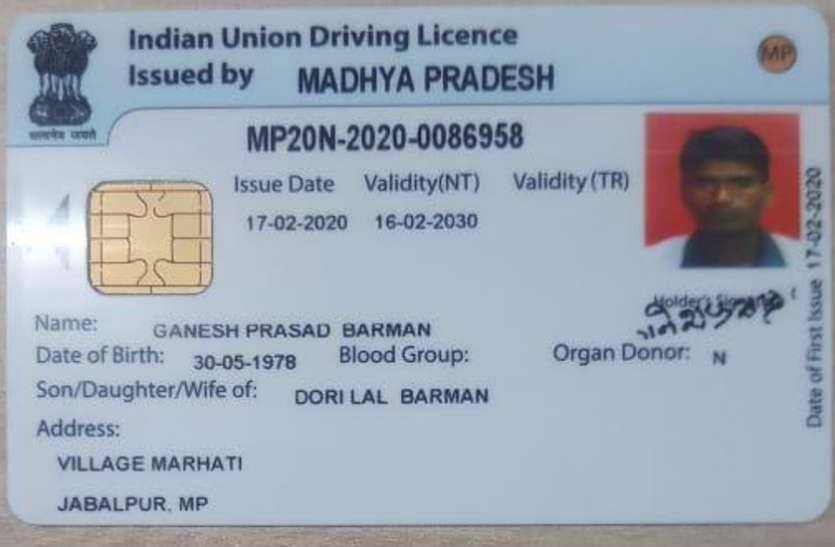 Indian Union Driving Licence
Issued by MADHYA PRADESH
MP
सत्यमेव जयते
MP20N-2020-0086958
Issue Date Validity(NT) Validity (TR)
17-02-2020 16-02-2030
Date of First Issue 17-02-2020
Holder's Signature
Name: GANESH PRASAD BARMAN
Date of Birth: 30-05-1978 Blood Group: Organ Donor: N
Son/Daughter/Wife of: DORI LAL BARMAN
Address:
VILLAGE MARHATI
JABALPUR, MP